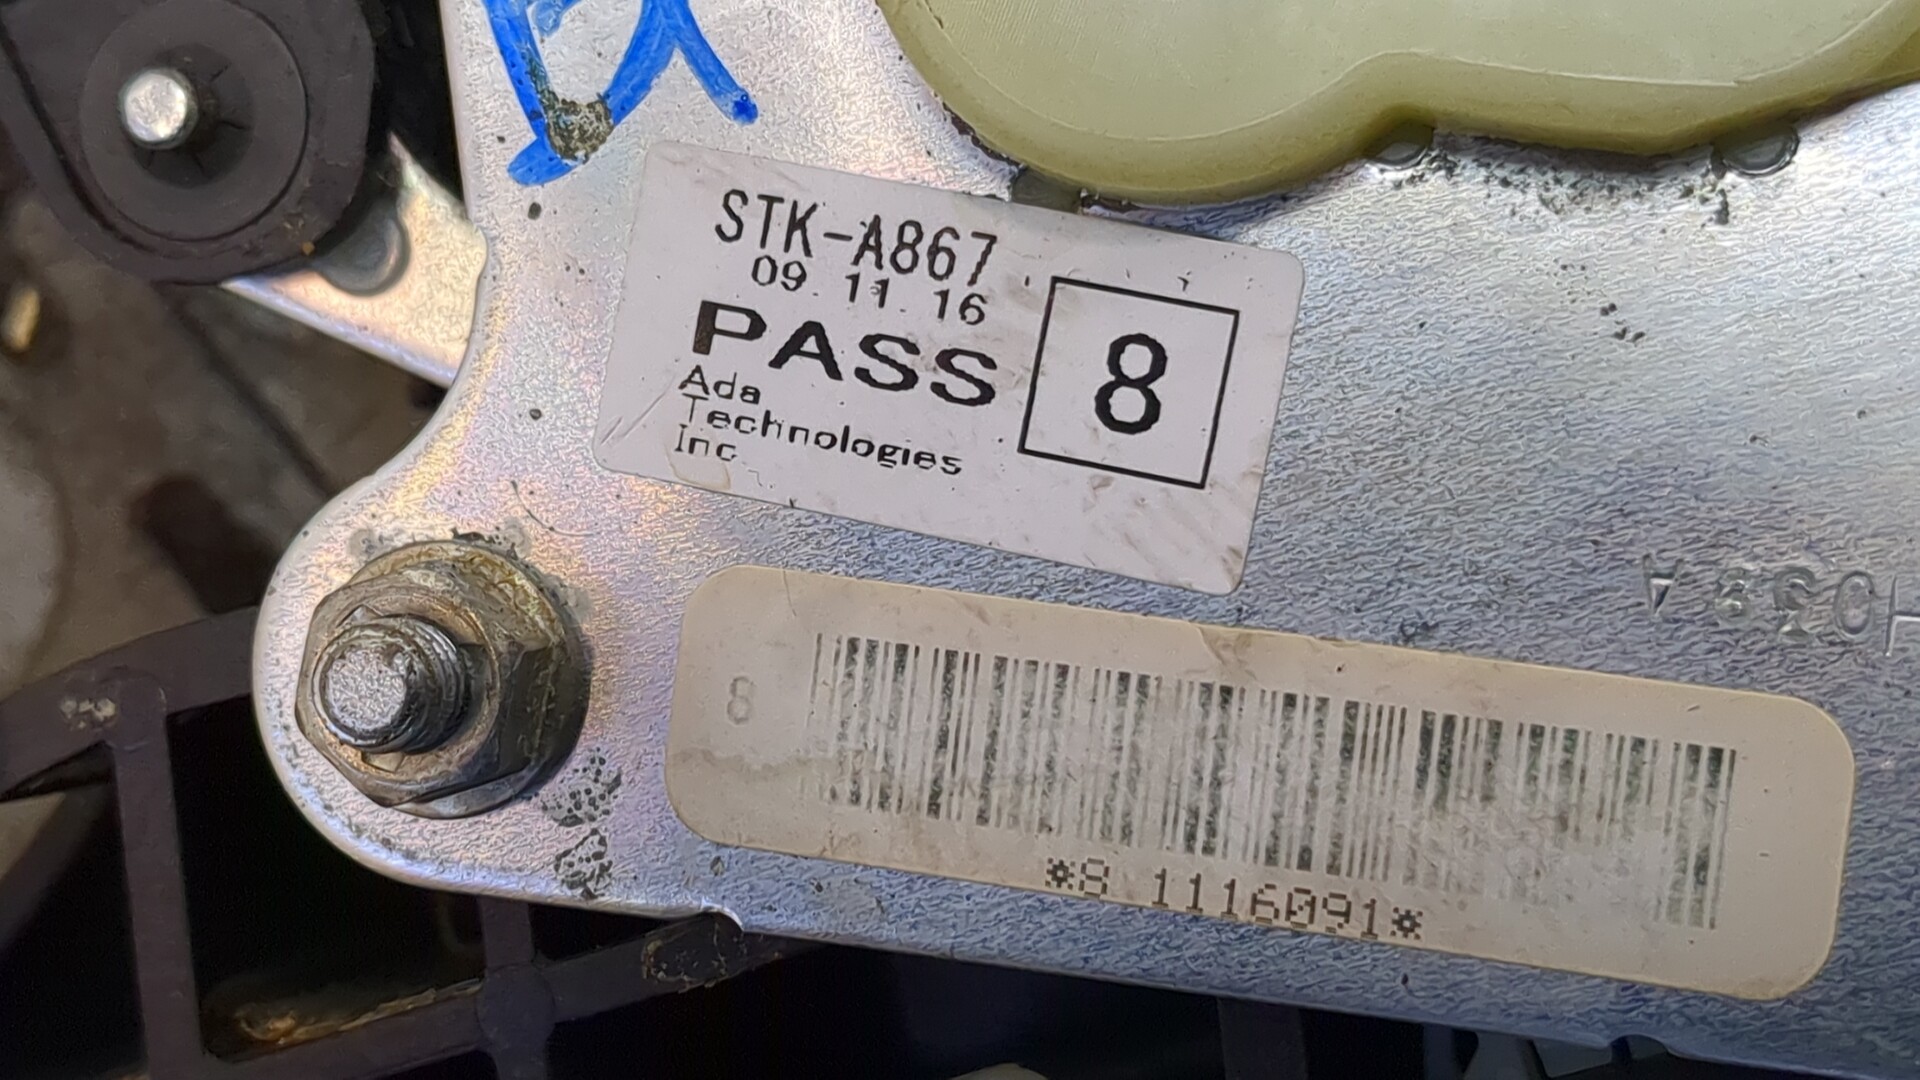 STK-A867
09 11 16
PASS
8
Ada
Technologies
Inc
8
*8 1116091*